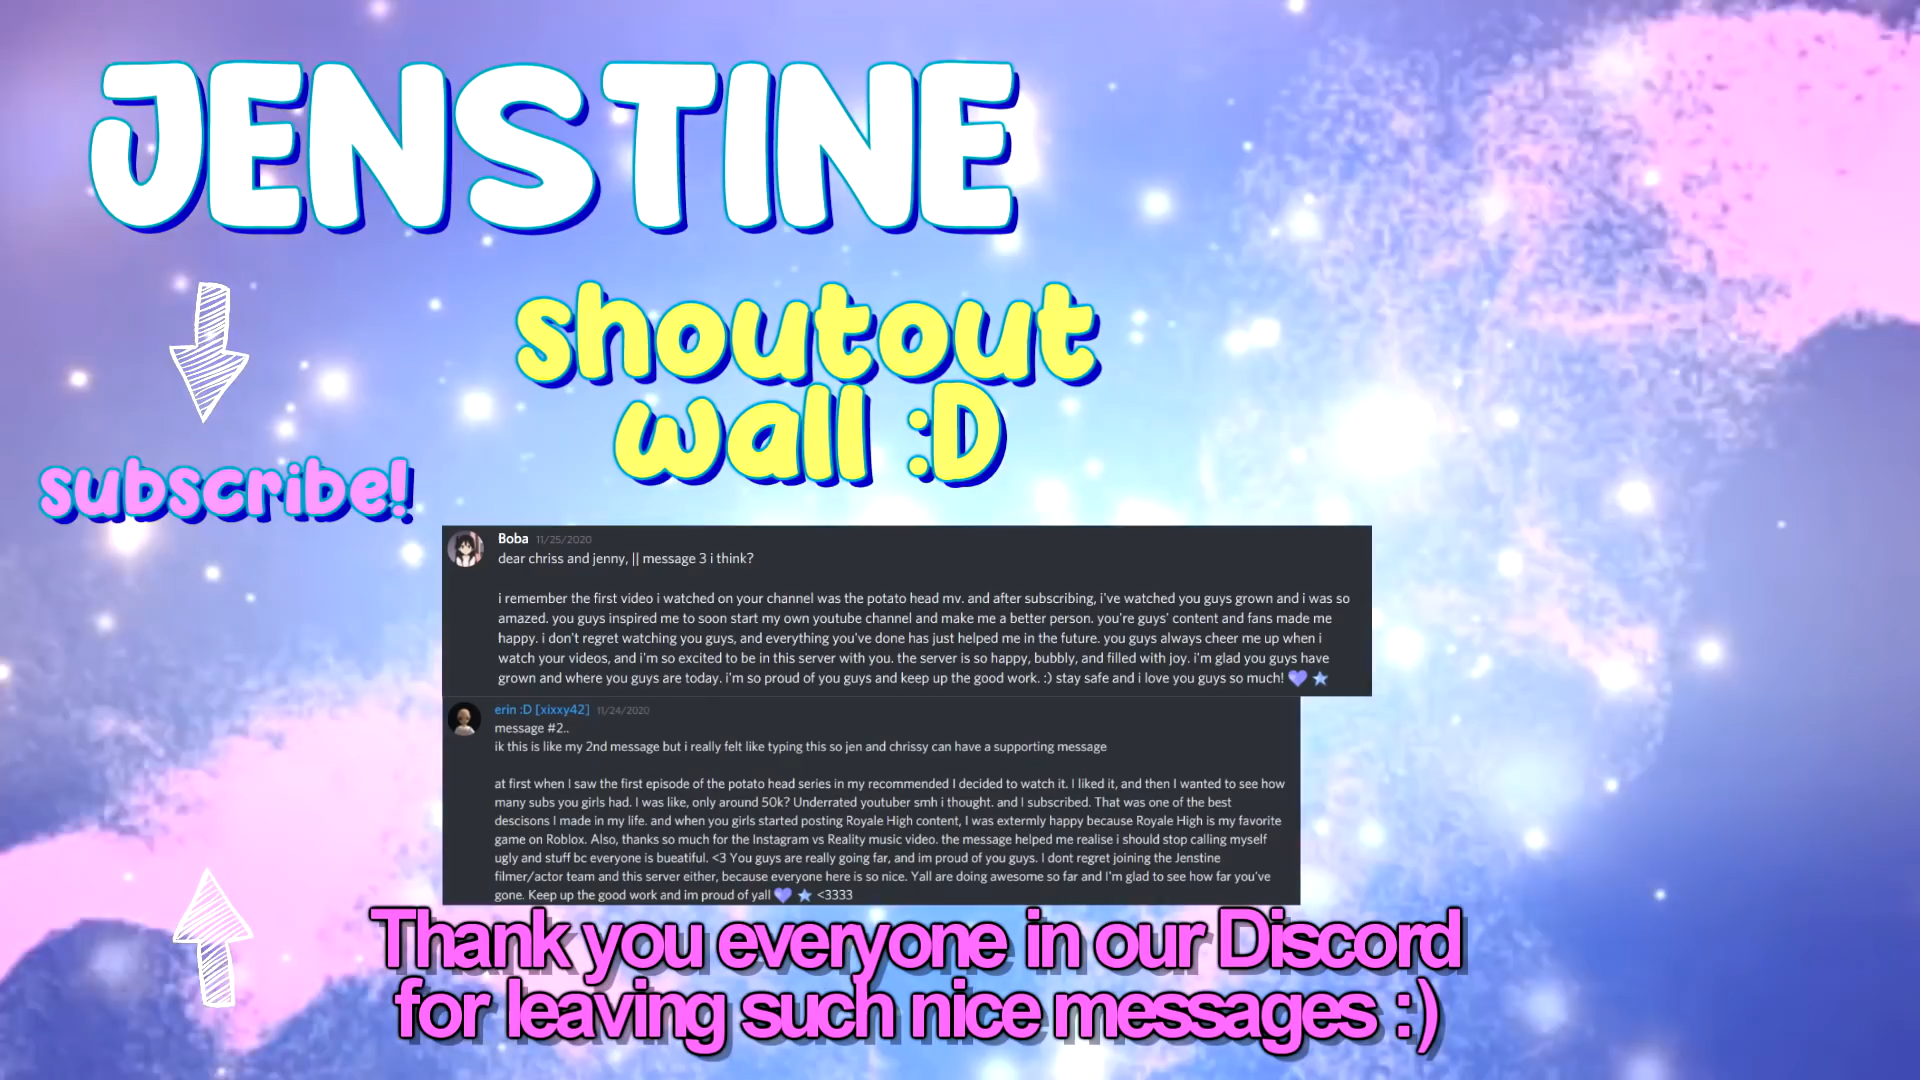 JENSTINE
shoutout
wall :D
subscribe!
Boba 11/25/2020
dear chriss and jenny, || message 3 i think?
i remember the first video i watched on your channel was the potato head mv. and after subscribing, i've watched you guys grown and i was so
amazed. you guys inspired me to soon start my own youtube channel and make me a better person. you're guys' content and fans made me
happy. i don't regret watching you guys, and everything you've done has just helped me in the future. you guys always cheer me up when i
watch your videos, and i'm so excited to be in this server with you. the server is so happy, bubbly, and filled with joy. i'm glad you guys have
grown and where you guys are today. i'm so proud of you guys and keep up the good work. :) stay safe and i love you guys so much! 💜 ⭐
erin :D [xixxy42] 11/24/2020
message #2..
ik this is like my 2nd message but i really felt like typing this so jen and chrissy can have a supporting message
at first when I saw the first episode of the potato head series in my recommended I decided to watch it. I liked it, and then I wanted to see how
many subs you girls had. I was like, only around 50k? Underrated youtuber smh i thought. and I subscribed. That was one of the best
descisons I made in my life. and when you girls started posting Royale High content, I was extermly happy because Royale High is my favorite
game on Roblox. Also, thanks so much for the Instagram vs Reality music video. the message helped me realise i should stop calling myself
ugly and stuff bc everyone is bueatiful. <3 You guys are really going far, and im proud of you guys. I dont regret joining the Jenstine
filmer/actor team and this server either, because everyone here is so nice. Yall are doing awesome so far and I'm glad to see how far you've
gone. Keep up the good work and im proud of yall 💜 ⭐ <3333
Thank you everyone in our Discord
for leaving such nice messages :)